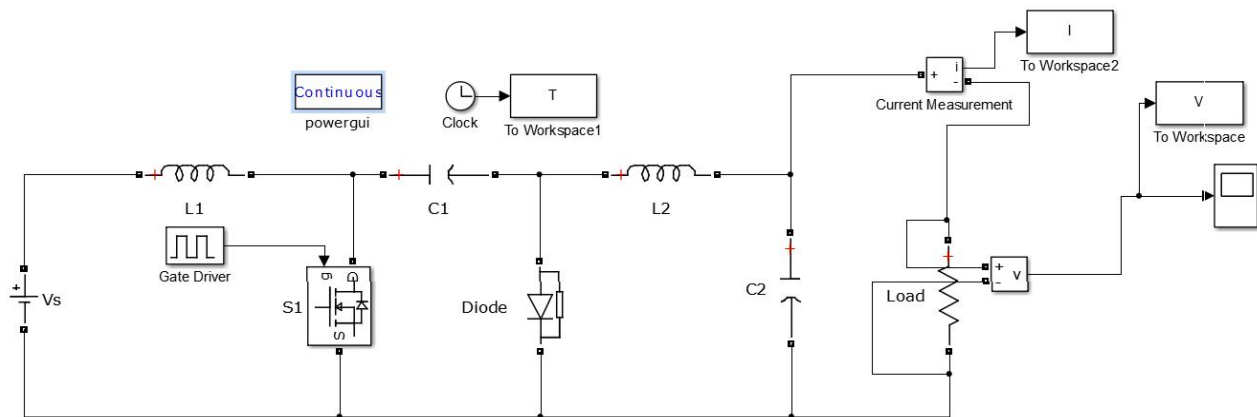 I
To Workspace2
i
+
-
Current Measurement
Continuous
powergui
Clock
T
To Workspace1
V
To Workspace
+
L1
+
C1
+
L2
Gate Driver
+
Vs
g
S
S1
Diode
+
C2
+
Load
+
-
v